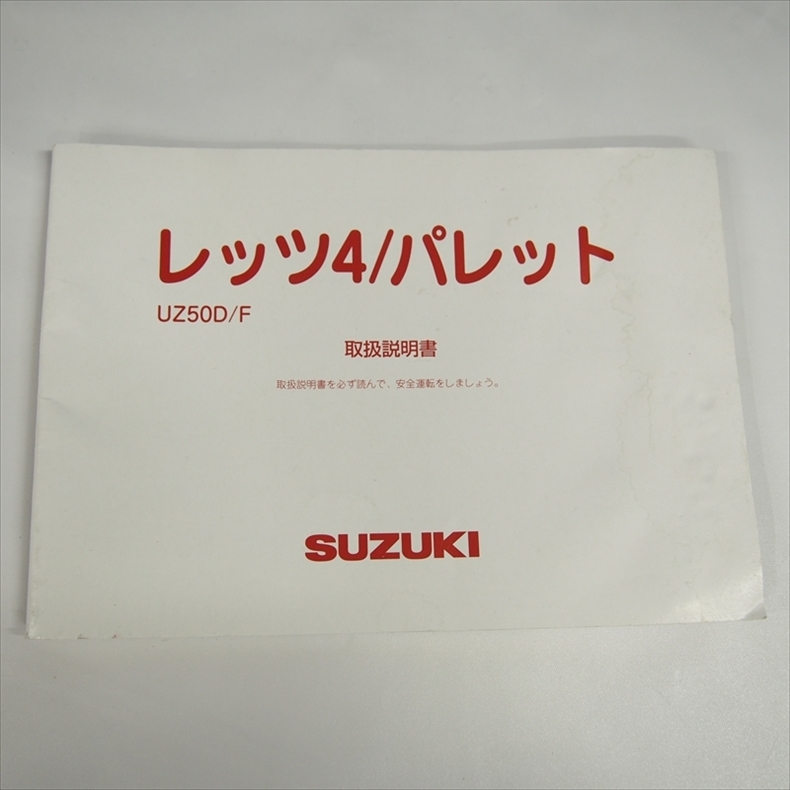 レッツ4/パレット
UZ50D/F
取扱説明書
取扱説明書を必ず読んで、安全運転をしましょう。
SUZUKI